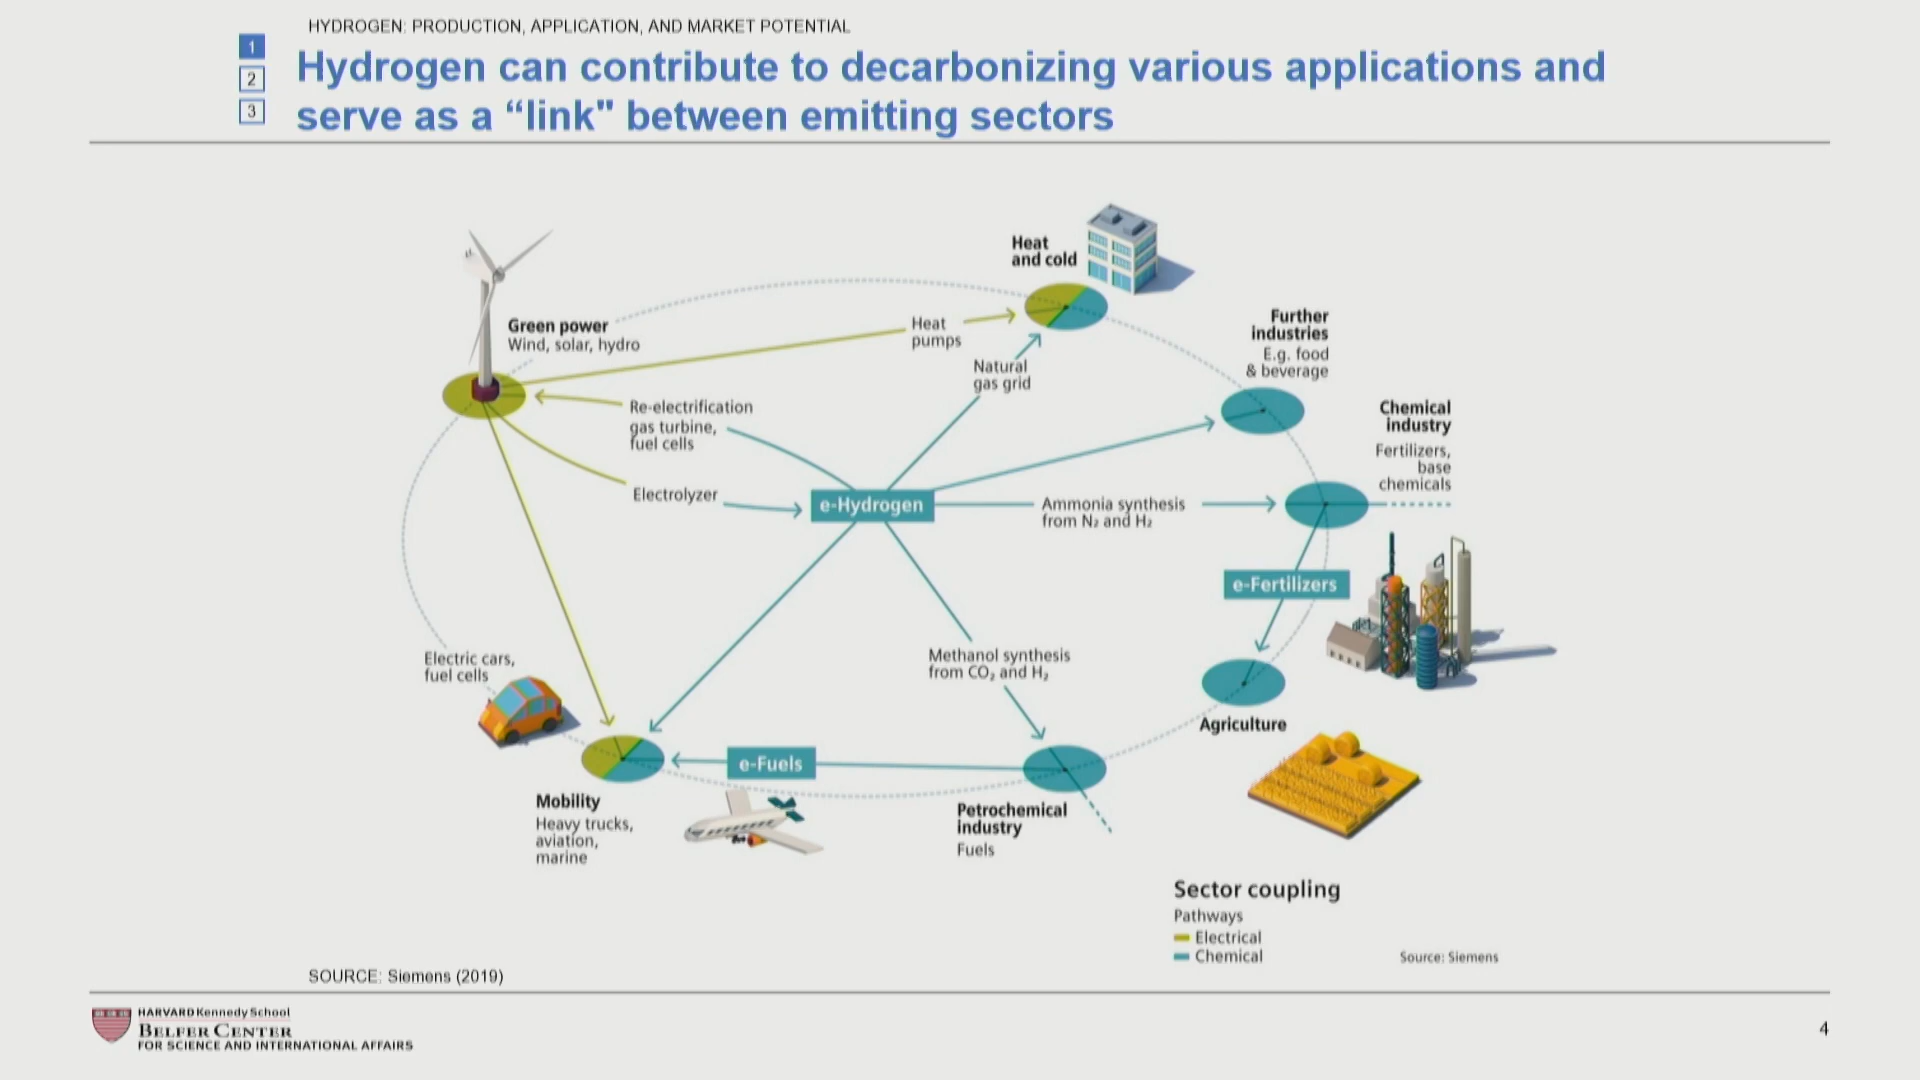 HYDROGEN: PRODUCTION, APPLICATION, AND MARKET POTENTIAL
1
2
3
Hydrogen can contribute to decarbonizing various applications and
serve as a “link" between emitting sectors
Heat
and cold
Green power
Wind, solar, hydro
Heat
pumps
Natural
gas grid
Further
industries
E.g. food
& beverage
Re-electrification
gas turbine,
fuel cells
Chemical
industry
Fertilizers,
base
chemicals
Electrolyzer
e-Hydrogen
Ammonia synthesis
from N₂ and H₂
e-Fertilizers
Electric cars,
fuel cells
Methanol synthesis
from CO₂ and H₂
Agriculture
e-Fuels
Mobility
Heavy trucks,
aviation,
marine
Petrochemical
industry
Fuels
Sector coupling
Pathways
Electrical
Chemical
Source: Siemens
SOURCE: Siemens (2019)
HARVARD Kennedy School
BELFER CENTER
FOR SCIENCE AND INTERNATIONAL AFFAIRS
4